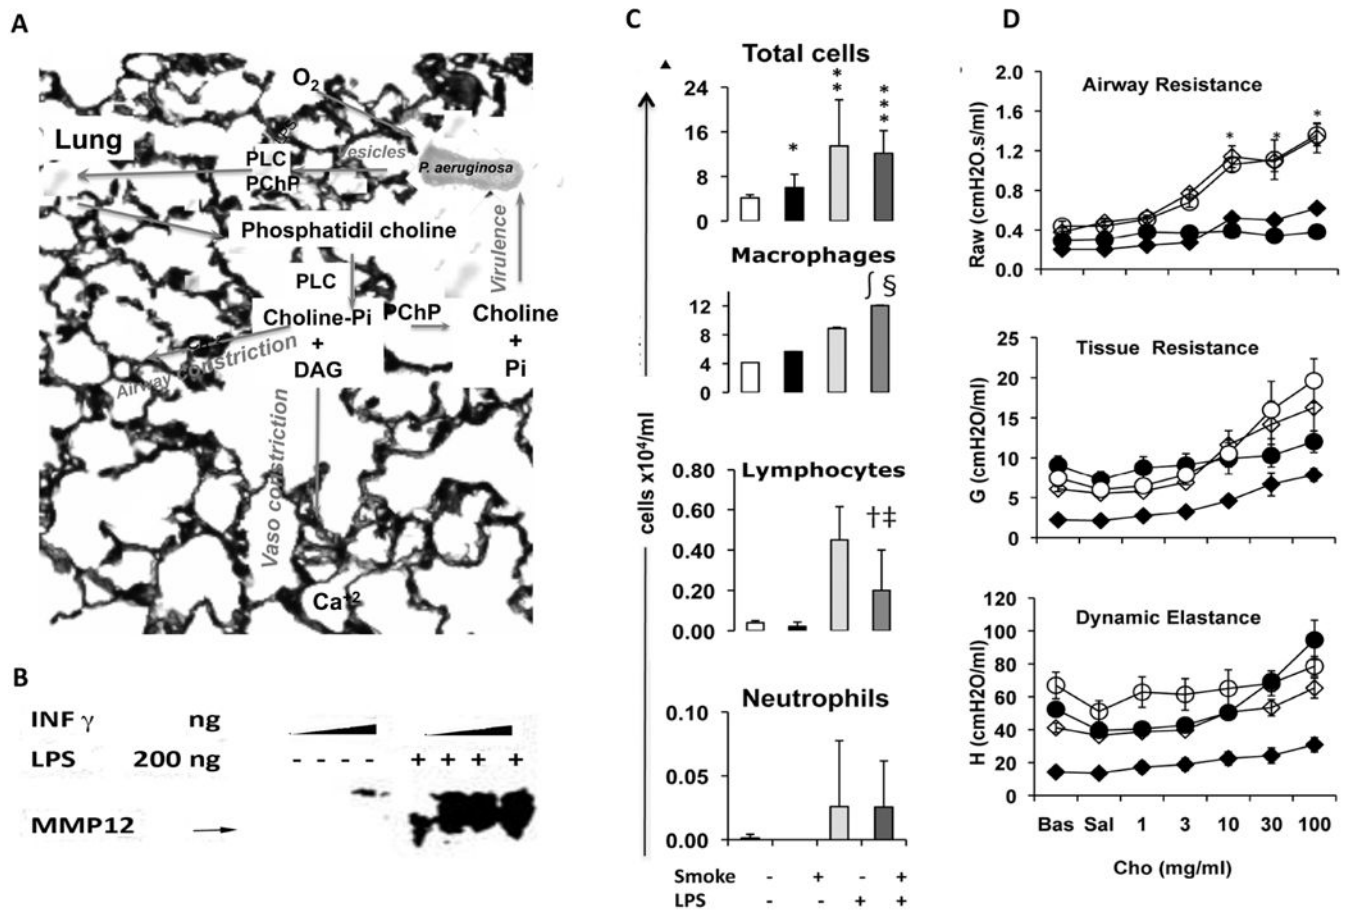 A
O₂
Lung
PLC
vesicles
PChP
P. aeruginosa
Phosphatidil choline
Virulence
PLC
Choline-Pi
PChP
Choline
+
+
DAG
Pi
Airway constriction
Vaso constriction
Ca⁺²
B
INF γ ng
LPS 200 ng - - - - + + + +
MMP12
C
Total cells
24
16
8
0
*
**
***
Macrophages
12
8
4
0
∫ §
cells x10⁴/ml
Lymphocytes
0.80
0.60
0.40
0.20
0.00
†‡
Neutrophils
0.10
0.05
0.00
Smoke - + - +
LPS - - + +
D
Airway Resistance
Raw (cmH2O.s/ml)
2.0
1.6
1.2
0.8
0.4
0.0
* * *
Tissue Resistance
G (cmH2O/ml)
25
20
15
10
5
0
Dynamic Elastance
H (cmH2O/ml)
120
100
80
60
40
20
0
Bas Sal 1 3 10 30 100
Cho (mg/ml)